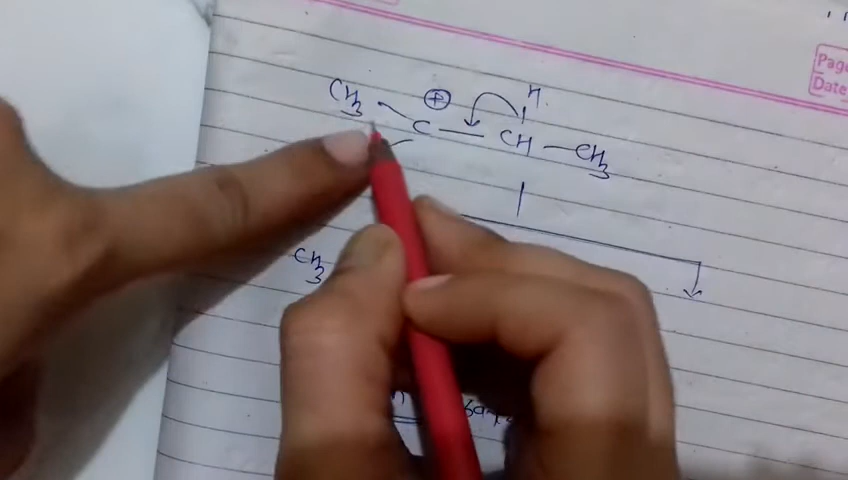 H
CH3 ⊕ C — CH — CH3
CH3
Page
Date